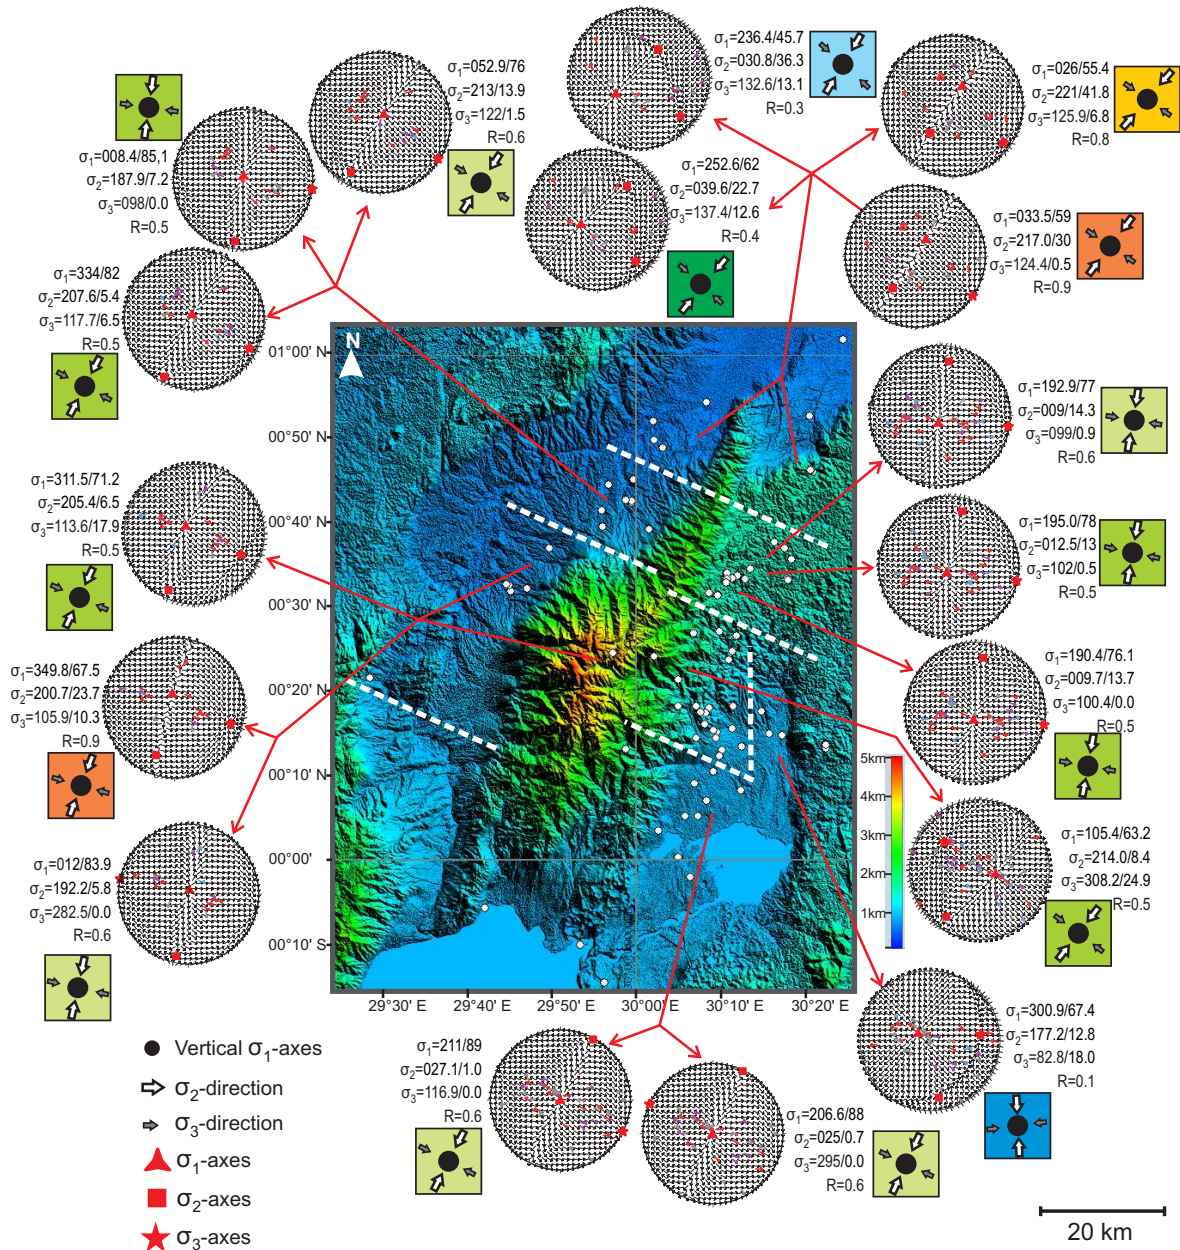 σ1=236.4/45.7
σ2=030.8/36.3
σ3=132.6/13.1
R=0.3
σ1=052.9/76
σ2=213/13.9
σ3=122/1.5
R=0.6
σ1=026/55.4
σ2=221/41.8
σ3=125.9/6.8
R=0.8
σ1=008.4/85,1
σ2=187.9/7.2
σ3=098/0.0
R=0.5
σ1=252.6/62
σ2=039.6/22.7
σ3=137.4/12.6
R=0.4
σ1=033.5/59
σ2=217.0/30
σ3=124.4/0.5
R=0.9
σ1=334/82
σ2=207.6/5.4
σ3=117.7/6.5
R=0.5
N
01°00' N
00°50' N
00°40' N
00°30' N
00°20' N
00°10' N
00°00'
00°10' S
29°30' E
29°40' E
29°50' E
30°00' E
30°10' E
30°20' E
5km
4km
3km
2km
1km
σ1=192.9/77
σ2=009/14.3
σ3=099/0.9
R=0.6
σ1=311.5/71.2
σ2=205.4/6.5
σ3=113.6/17.9
R=0.5
σ1=195.0/78
σ2=012.5/13
σ3=102/0.5
R=0.5
σ1=349.8/67.5
σ2=200.7/23.7
σ3=105.9/10.3
R=0.9
σ1=190.4/76.1
σ2=009.7/13.7
σ3=100.4/0.0
R=0.5
σ1=012/83.9
σ2=192.2/5.8
σ3=282.5/0.0
R=0.6
σ1=105.4/63.2
σ2=214.0/8.4
σ3=308.2/24.9
R=0.5
σ1=300.9/67.4
σ2=177.2/12.8
σ3=82.8/18.0
R=0.1
σ1=211/89
σ2=027.1/1.0
σ3=116.9/0.0
R=0.6
σ1=206.6/88
σ2=025/0.7
σ3=295/0.0
R=0.6
Vertical σ1-axes
σ2-direction
σ3-direction
σ1-axes
σ2-axes
σ3-axes
20 km